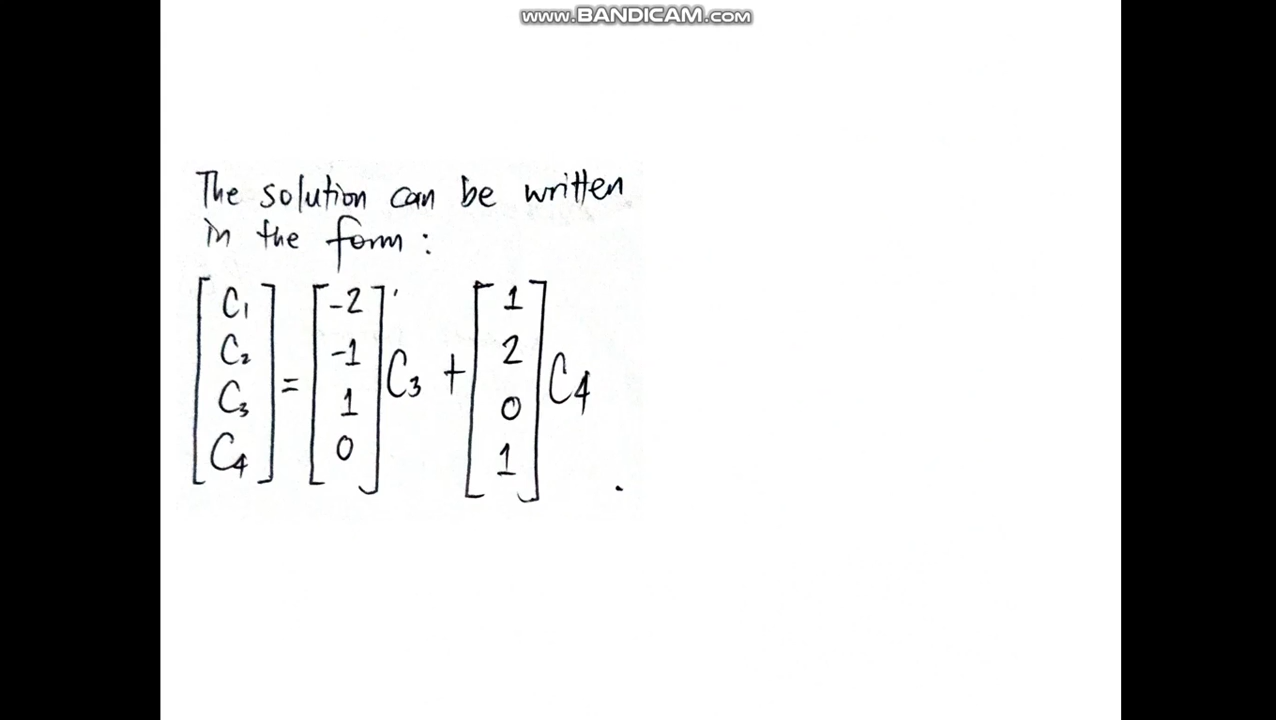 www.BANDICAM.com
The solution can be written
in the form:
[C₁ C₂ C₃ C₄] = [-2 -1 1 0] C₃ + [1 2 0 1] C₄ .